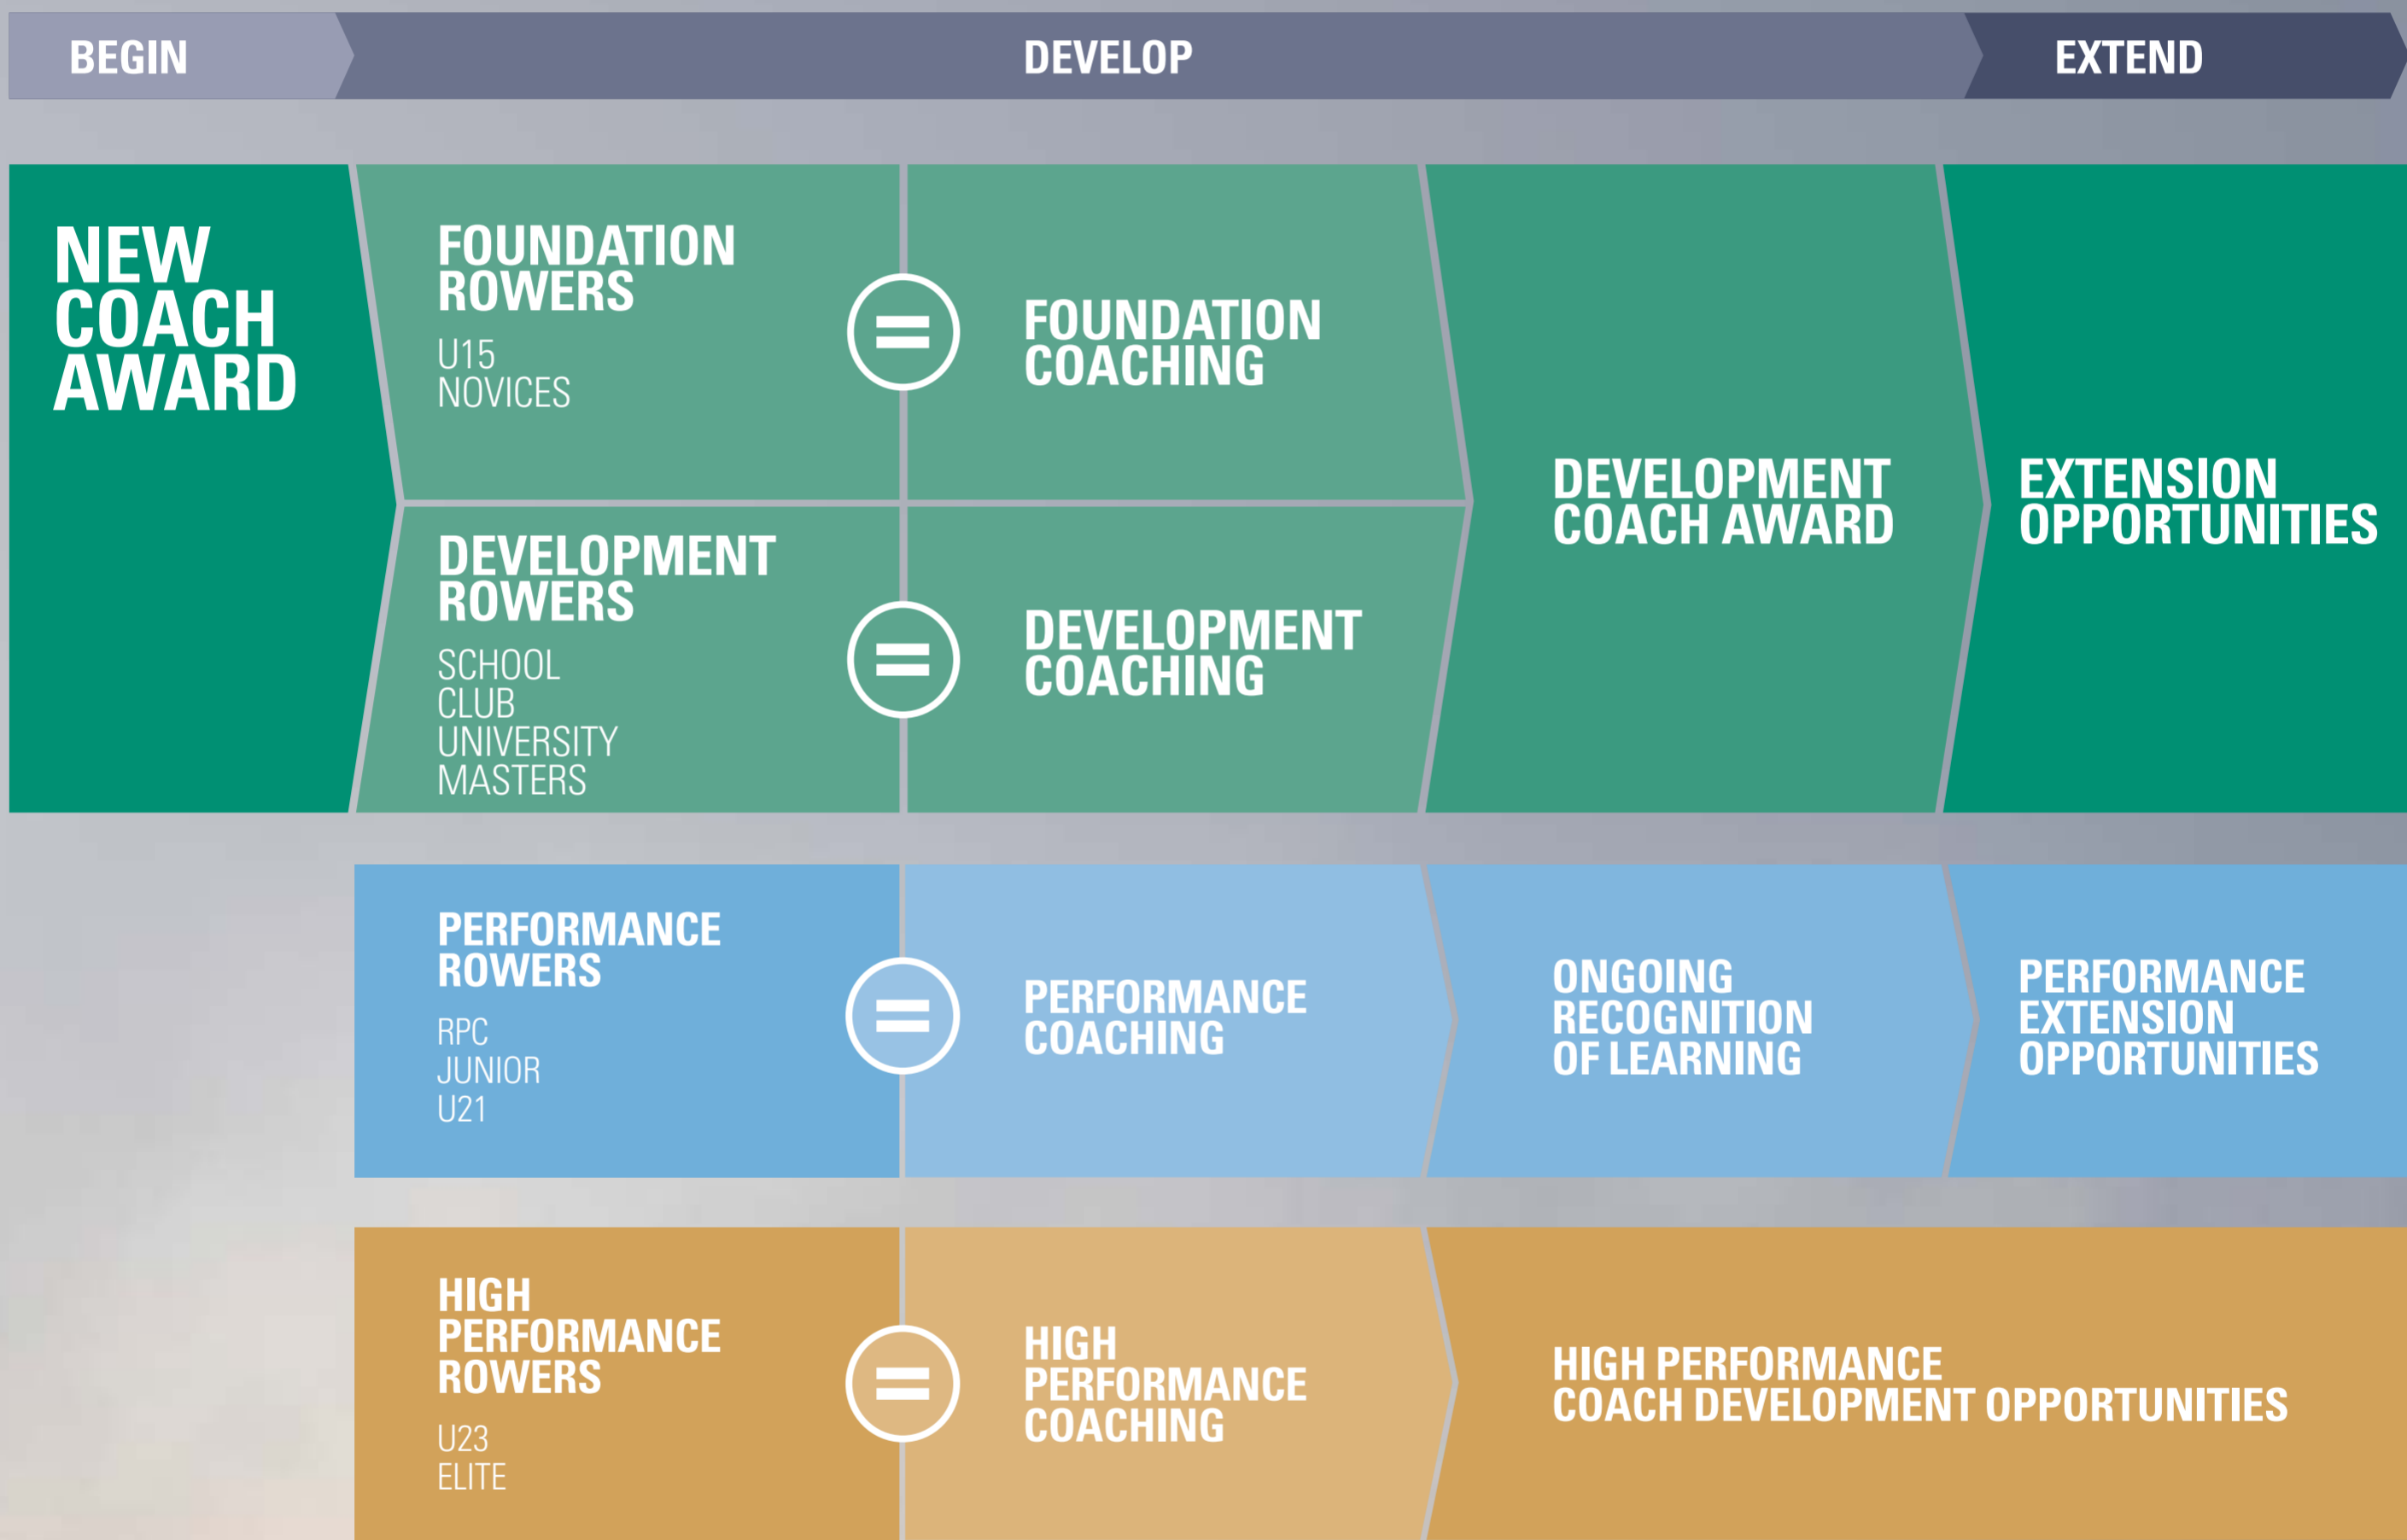 BEGIN
DEVELOP
EXTEND
NEW
COACH
AWARD
FOUNDATION
ROWERS
U15
NOVICES
FOUNDATION
COACHING
DEVELOPMENT
ROWERS
SCHOOL
CLUB
UNIVERSITY
MASTERS
DEVELOPMENT
COACHING
DEVELOPMENT
COACH AWARD
EXTENSION
OPPORTUNITIES
PERFORMANCE
ROWERS
RPC
JUNIOR
U21
PERFORMANCE
COACHING
ONGOING
RECOGNITION
OF LEARNING
PERFORMANCE
EXTENSION
OPPORTUNITIES
HIGH
PERFORMANCE
ROWERS
U23
ELITE
HIGH
PERFORMANCE
COACHING
HIGH PERFORMANCE
COACH DEVELOPMENT OPPORTUNITIES